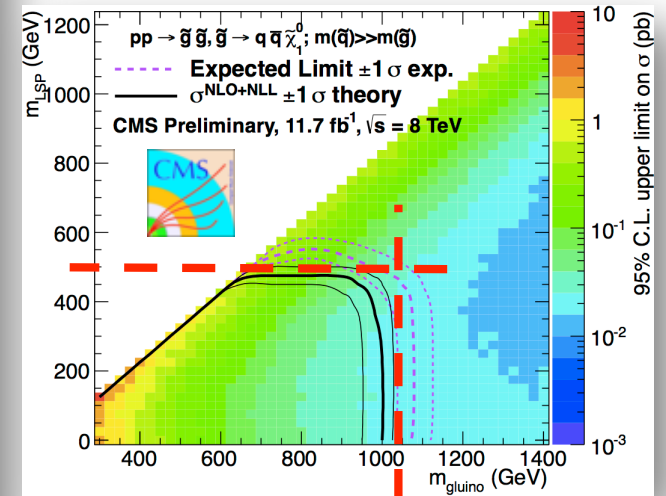 pp → g̃ g̃, g̃ → q q̄ χ̃₁⁰; m(q̃)>>m(g̃)
Expected Limit ±1 σ exp.
σ^NLO+NLL ±1 σ theory
CMS Preliminary, 11.7 fb⁻¹, √s = 8 TeV
CMS
m_LSP (GeV)
1200
1000
800
600
400
200
0
400 600 800 1000 1200 1400
m_gluino (GeV)
10
1
10⁻¹
10⁻²
10⁻³
95% C.L. upper limit on σ (pb)